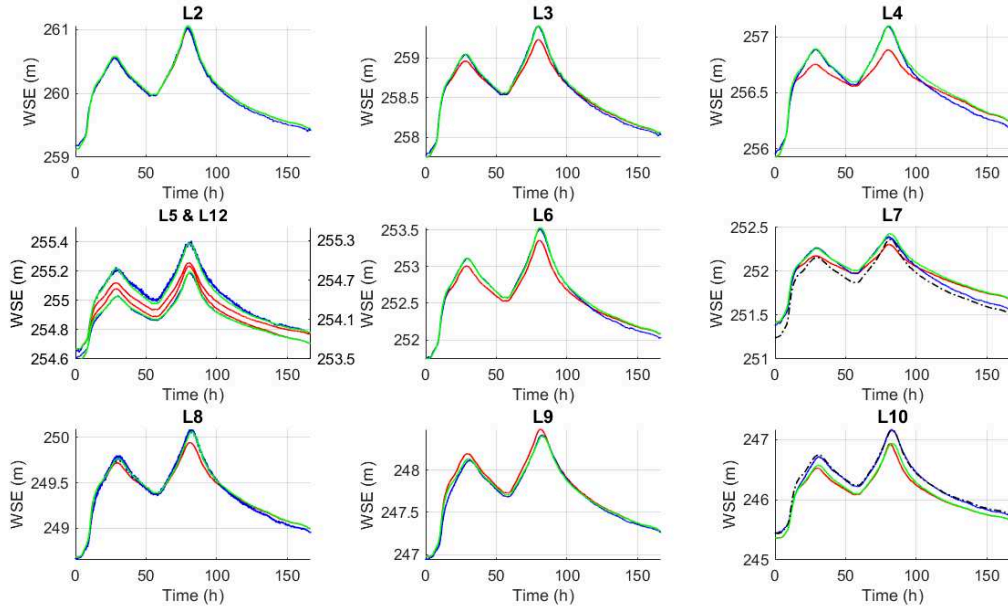 L2
WSE (m)
261
260
259
0 50 100 150
Time (h)
L3
WSE (m)
259
258.5
258
0 50 100 150
Time (h)
L4
WSE (m)
257
256.5
256
0 50 100 150
Time (h)
L5 & L12
WSE (m)
255.4
255.2
255
254.8
254.6
255.3
254.7
254.1
253.5
0 50 100 150
Time (h)
L6
WSE (m)
253.5
253
252.5
252
0 50 100 150
Time (h)
L7
WSE (m)
252.5
252
251.5
251
0 50 100 150
Time (h)
L8
WSE (m)
250
249.5
249
0 50 100 150
Time (h)
L9
WSE (m)
248
247.5
247
0 50 100 150
Time (h)
L10
WSE (m)
247
246
245
0 50 100 150
Time (h)